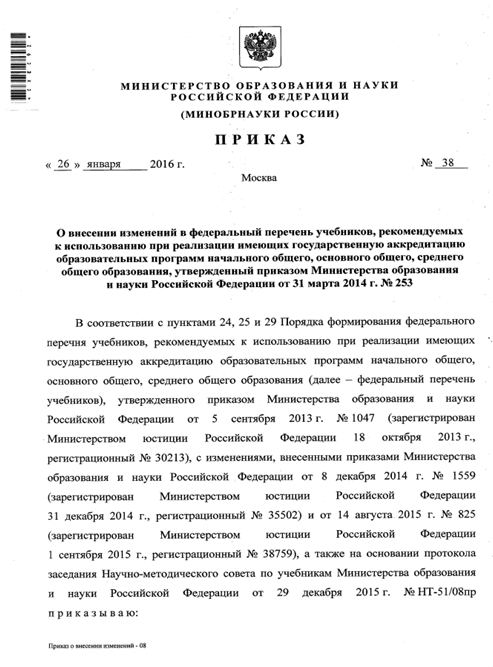 МИНИСТЕРСТВО ОБРАЗОВАНИЯ И НАУКИ
РОССИЙСКОЙ ФЕДЕРАЦИИ
(МИНОБРНАУКИ РОССИИ)
ПРИКАЗ
« 26 » января 2016 г. № 38
Москва
О внесении изменений в федеральный перечень учебников, рекомендуемых
к использованию при реализации имеющих государственную аккредитацию
образовательных программ начального общего, основного общего, среднего
общего образования, утвержденный приказом Министерства образования
и науки Российской Федерации от 31 марта 2014 г. № 253
В соответствии с пунктами 24, 25 и 29 Порядка формирования федерального
перечня учебников, рекомендуемых к использованию при реализации имеющих
государственную аккредитацию образовательных программ начального общего,
основного общего, среднего общего образования (далее – федеральный перечень
учебников), утвержденного приказом Министерства образования и науки
Российской Федерации от 5 сентября 2013 г. № 1047 (зарегистрирован
Министерством юстиции Российской Федерации 18 октября 2013 г.,
регистрационный № 30213), с изменениями, внесенными приказами Министерства
образования и науки Российской Федерации от 8 декабря 2014 г. № 1559
(зарегистрирован Министерством юстиции Российской Федерации
31 декабря 2014 г., регистрационный № 35502) и от 14 августа 2015 г. № 825
(зарегистрирован Министерством юстиции Российской Федерации
1 сентября 2015 г., регистрационный № 38759), а также на основании протокола
заседания Научно-методического совета по учебникам Министерства образования
и науки Российской Федерации от 29 декабря 2015 г. № НТ-51/08пр
приказываю:
Приказ о внесении изменений - 08